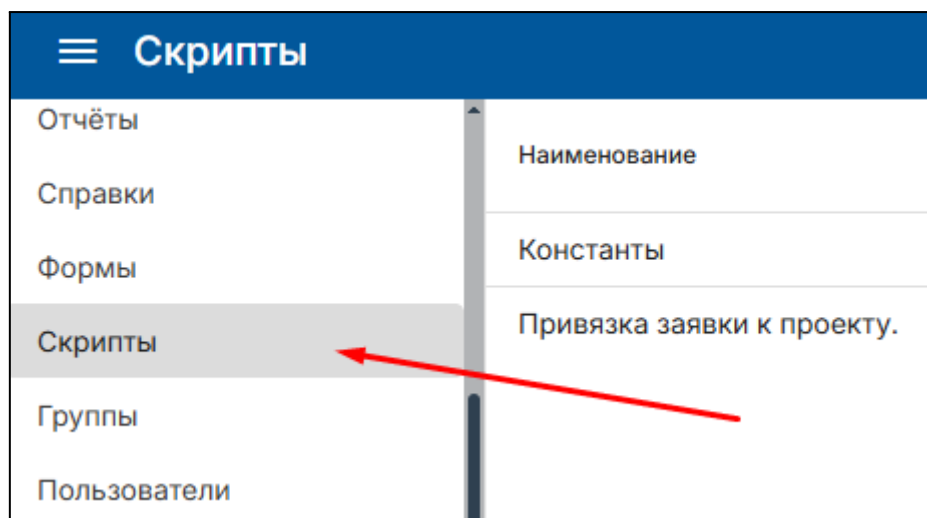 Скрипты
Отчёты
Справки
Формы
Скрипты
Группы
Пользователи
Наименование
Константы
Привязка заявки к проекту.